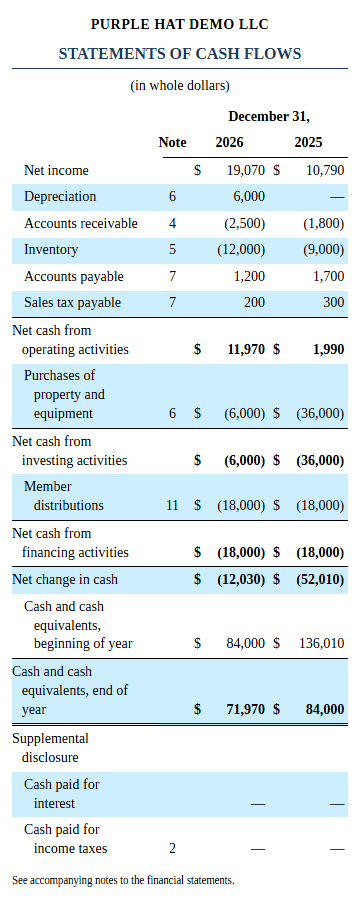 PURPLE HAT DEMO LLC
STATEMENTS OF CASH FLOWS
(in whole dollars)
December 31,
Note 2026 2025
Net income $ 19,070 $ 10,790
Depreciation 6 6,000 —
Accounts receivable 4 (2,500) (1,800)
Inventory 5 (12,000) (9,000)
Accounts payable 7 1,200 1,700
Sales tax payable 7 200 300
Net cash from
operating activities $ 11,970 $ 1,990
Purchases of
property and
equipment 6 $ (6,000) $ (36,000)
Net cash from
investing activities $ (6,000) $ (36,000)
Member
distributions 11 $ (18,000) $ (18,000)
Net cash from
financing activities $ (18,000) $ (18,000)
Net change in cash $ (12,030) $ (52,010)
Cash and cash
equivalents,
beginning of year $ 84,000 $ 136,010
Cash and cash
equivalents, end of
year $ 71,970 $ 84,000
Supplemental
disclosure
Cash paid for
interest — —
Cash paid for
income taxes 2 — —
See accompanying notes to the financial statements.